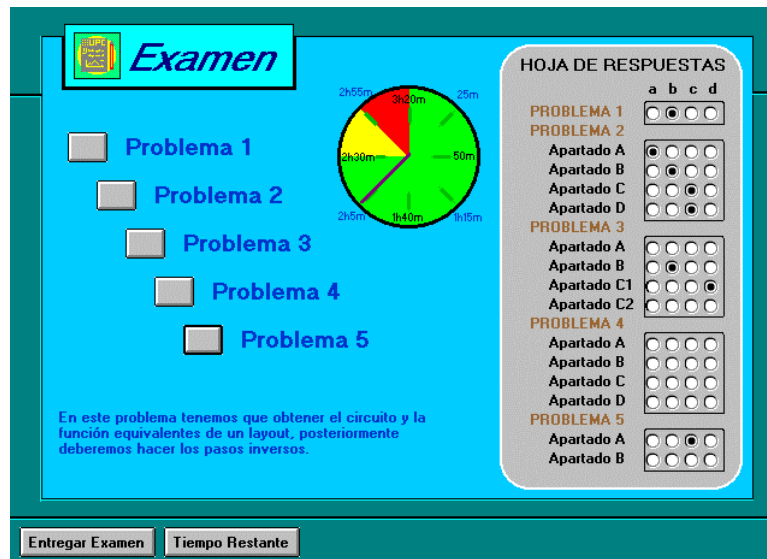 UPC
Examen
2h55m
3h20m
25m
2h30m
50m
2h5m
1h40m
1h15m
Problema 1
Problema 2
Problema 3
Problema 4
Problema 5
En este problema tenemos que obtener el circuito y la
función equivalentes de un layout, posteriormente
deberemos hacer los pasos inversos.
HOJA DE RESPUESTAS
a b c d
PROBLEMA 1
PROBLEMA 2
Apartado A
Apartado B
Apartado C
Apartado D
PROBLEMA 3
Apartado A
Apartado B
Apartado C1
Apartado C2
PROBLEMA 4
Apartado A
Apartado B
Apartado C
Apartado D
PROBLEMA 5
Apartado A
Apartado B
Entregar Examen
Tiempo Restante